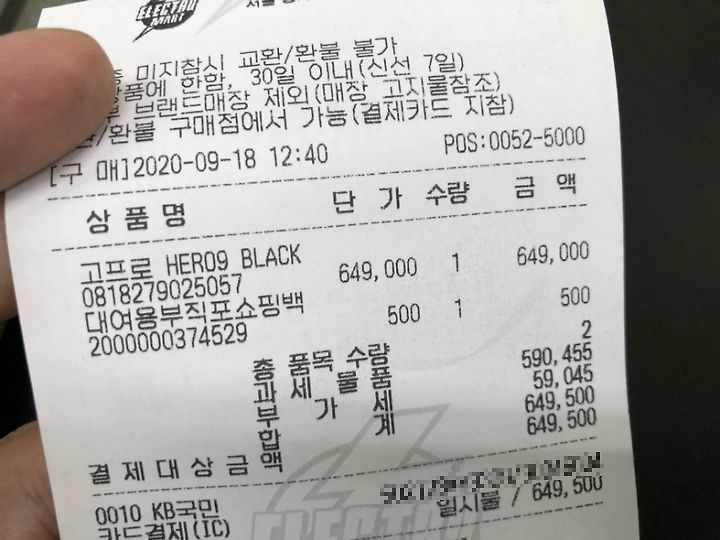 ELECTRO
MART
미지참시 교환/환불 불가
상품에 한함, 30일 이내(신선 7일)
브랜드매장 제외(매장 고지물참조)
/환불 구매점에서 가능(결제카드 지참)
[구 매]2020-09-18 12:40 POS:0052-5000
상품명 단 가 수량 금 액
고프로 HERO9 BLACK
0818279025057 649,000 1 649,000
대여용부직포쇼핑백
2000000374529 500 1 500
총 품목 수량 2
과 세 물 품 590,455
부 가 세 59,045
합 계 649,500
결 제 대 상 금 액 649,500
0010 KB국민
카드결제(IC) 일시불 / 649,500
ELECTRO